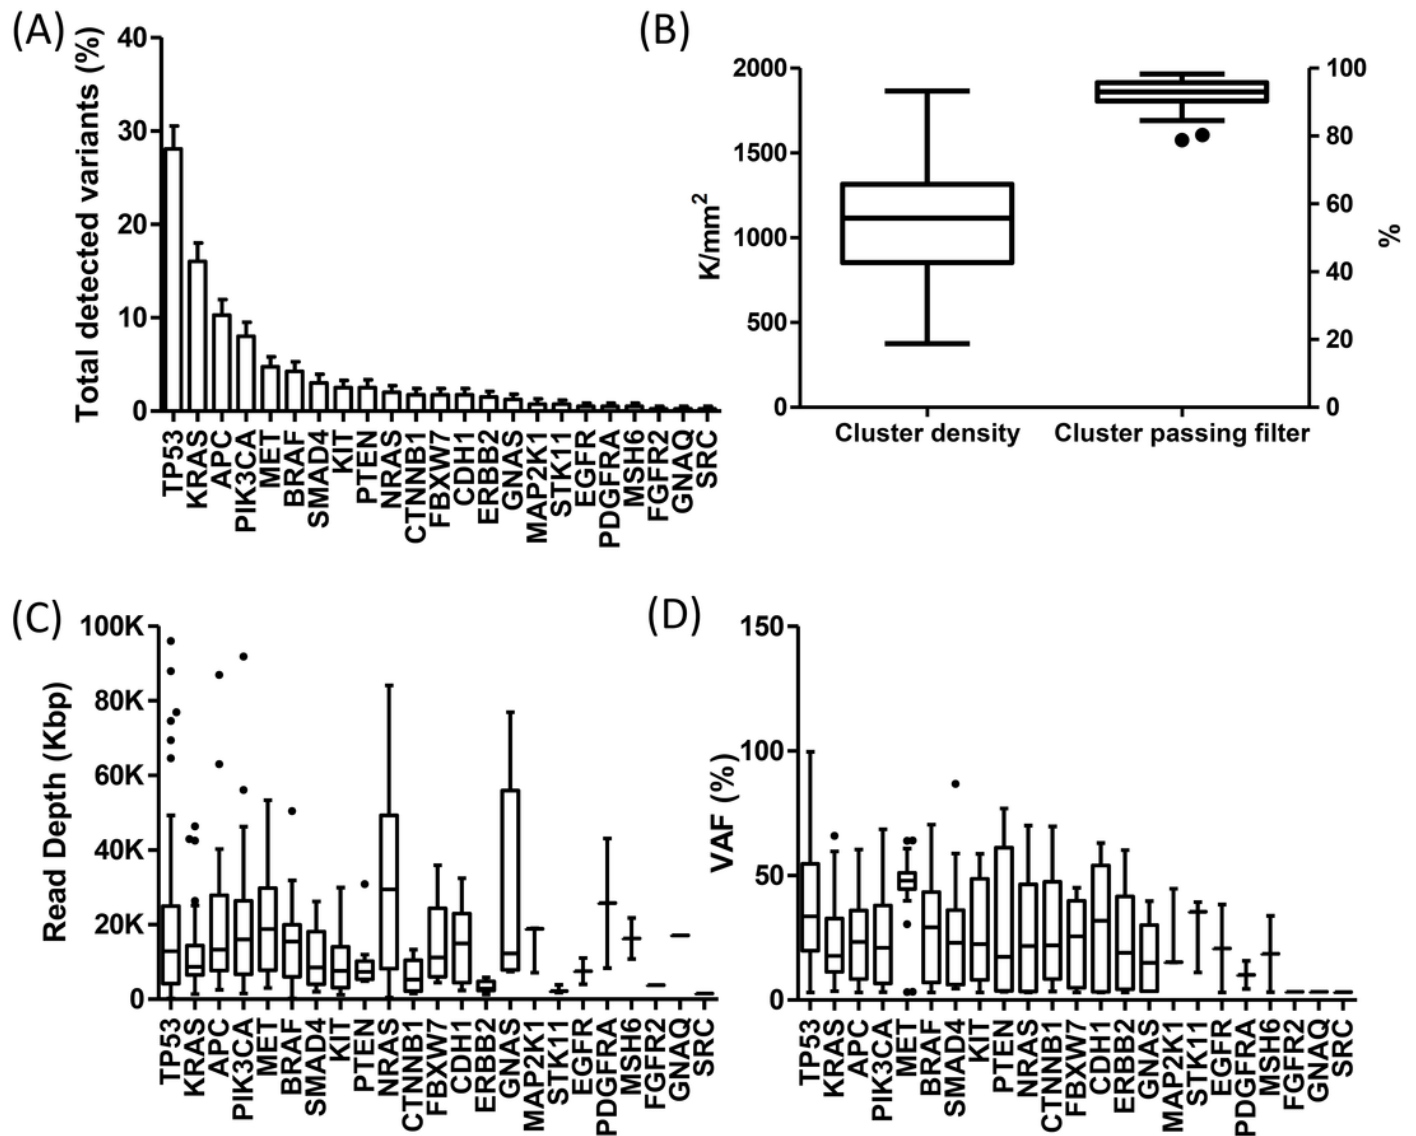 (A)
Total detected variants (%)
40
30
20
10
0
TP53
KRAS
APC
PIK3CA
MET
BRAF
SMAD4
KIT
PTEN
NRAS
CTNNB1
FBXW7
CDH1
ERBB2
GNAS
MAP2K1
STK11
EGFR
PDGFRA
MSH6
FGFR2
GNAQ
SRC
(B)
K/mm²
2000
1500
1000
500
0
100
80
60
40
20
0
%
Cluster density
Cluster passing filter
(C)
Read Depth (Kbp)
100K
80K
60K
40K
20K
0
TP53
KRAS
APC
PIK3CA
MET
BRAF
SMAD4
KIT
PTEN
NRAS
CTNNB1
FBXW7
CDH1
ERBB2
GNAS
MAP2K1
STK11
EGFR
PDGFRA
MSH6
FGFR2
GNAQ
SRC
(D)
VAF (%)
150
100
50
0
TP53
KRAS
APC
PIK3CA
MET
BRAF
SMAD4
KIT
PTEN
NRAS
CTNNB1
FBXW7
CDH1
ERBB2
GNAS
MAP2K1
STK11
EGFR
PDGFRA
MSH6
FGFR2
GNAQ
SRC